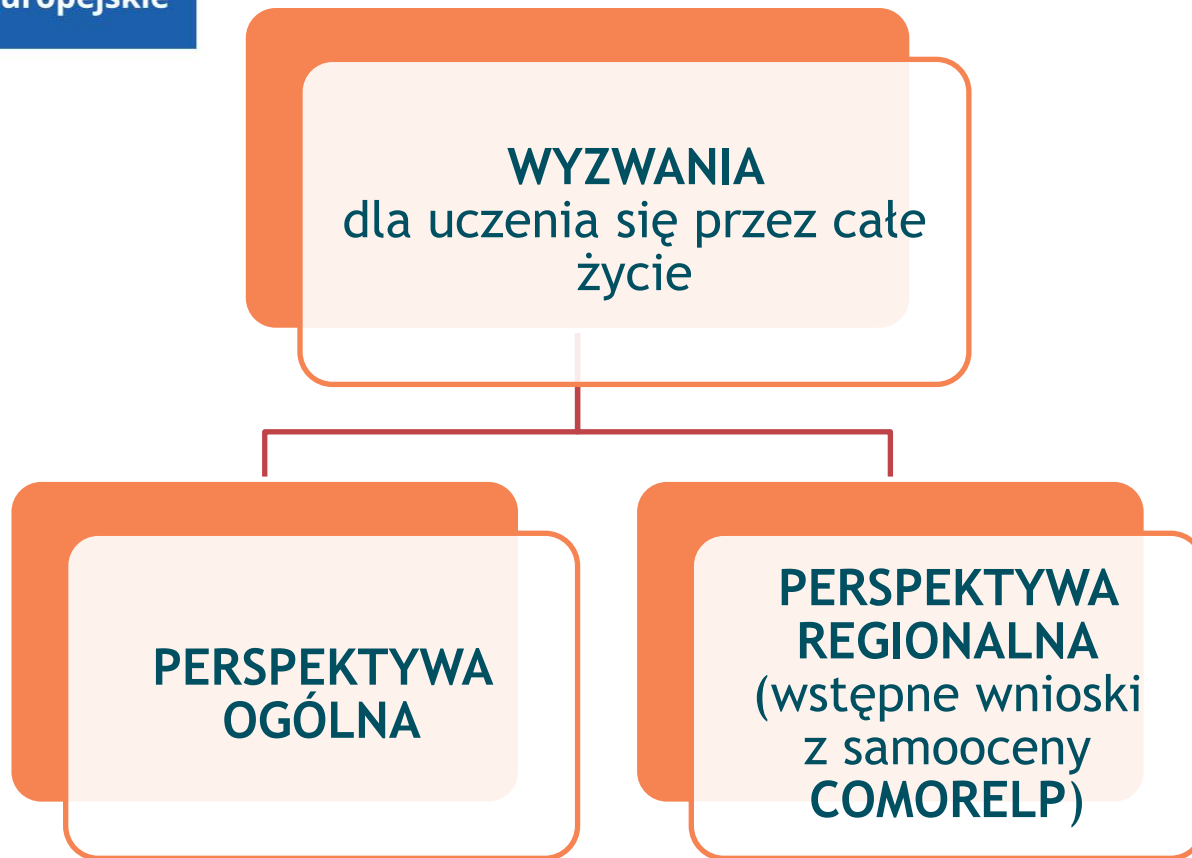 WYZWANIA
dla uczenia się przez całe
życie
PERSPEKTYWA
OGÓLNA
PERSPEKTYWA
REGIONALNA
(wstępne wnioski
z samooceny
COMORELP)